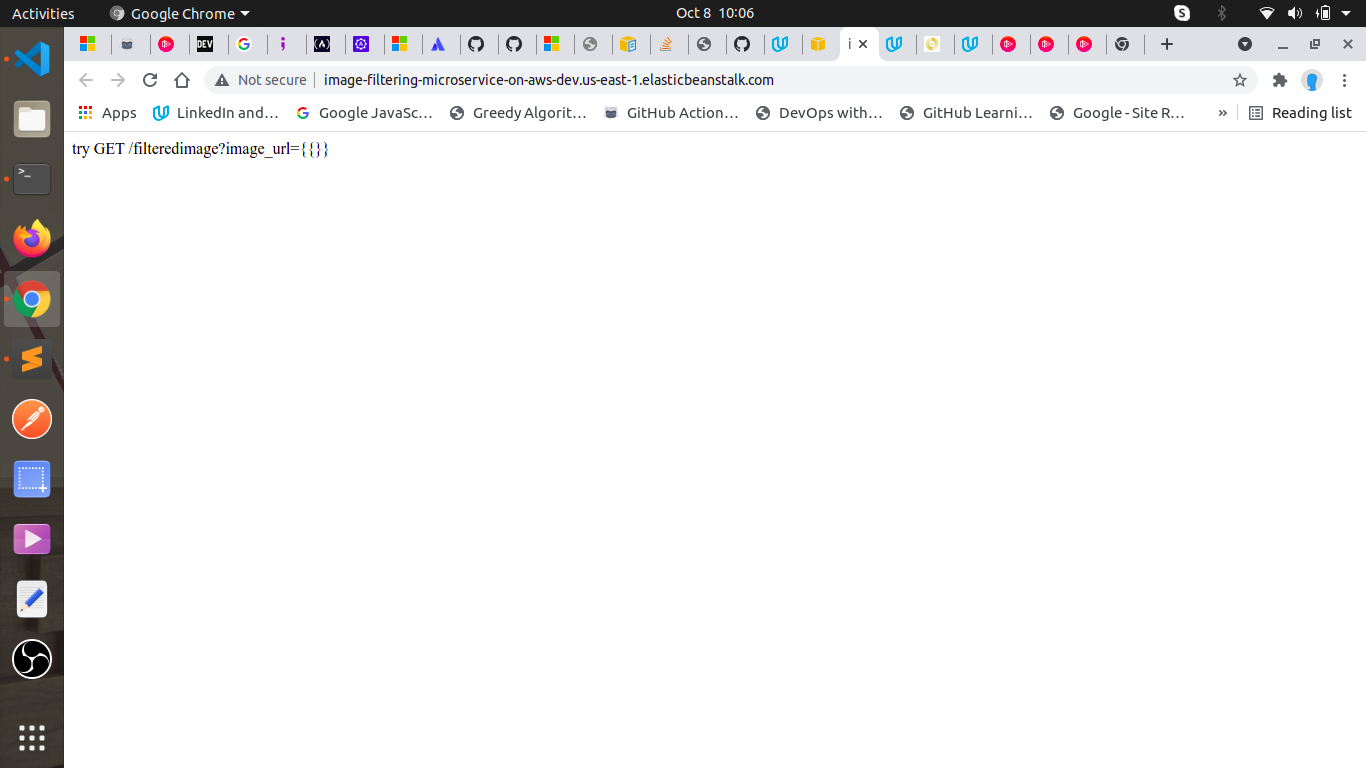 Activities Google Chrome Oct 8 10:06
DEV
i
Not secure image-filtering-microservice-on-aws-dev.us-east-1.elasticbeanstalk.com
Apps LinkedIn and… Google JavaSc… Greedy Algorit… GitHub Action… DevOps with… GitHub Learni… Google - Site R… » Reading list
try GET /filteredimage?image_url={{}}